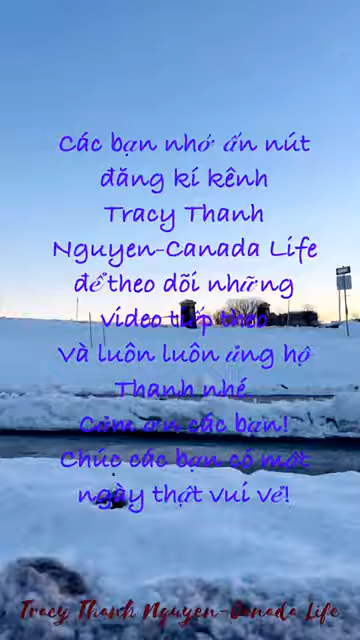 Các bạn nhớ ấn nút
đăng kí kênh
Tracy Thanh
Nguyen-Canada Life
để theo dõi những
video tiếp theo
Và luôn luôn ủng hộ
Thanh nhé
Cảm ơn các bạn!
Chúc các bạn có một
ngày thật vui vẻ!
Tracy Thanh Nguyen-Canada Life